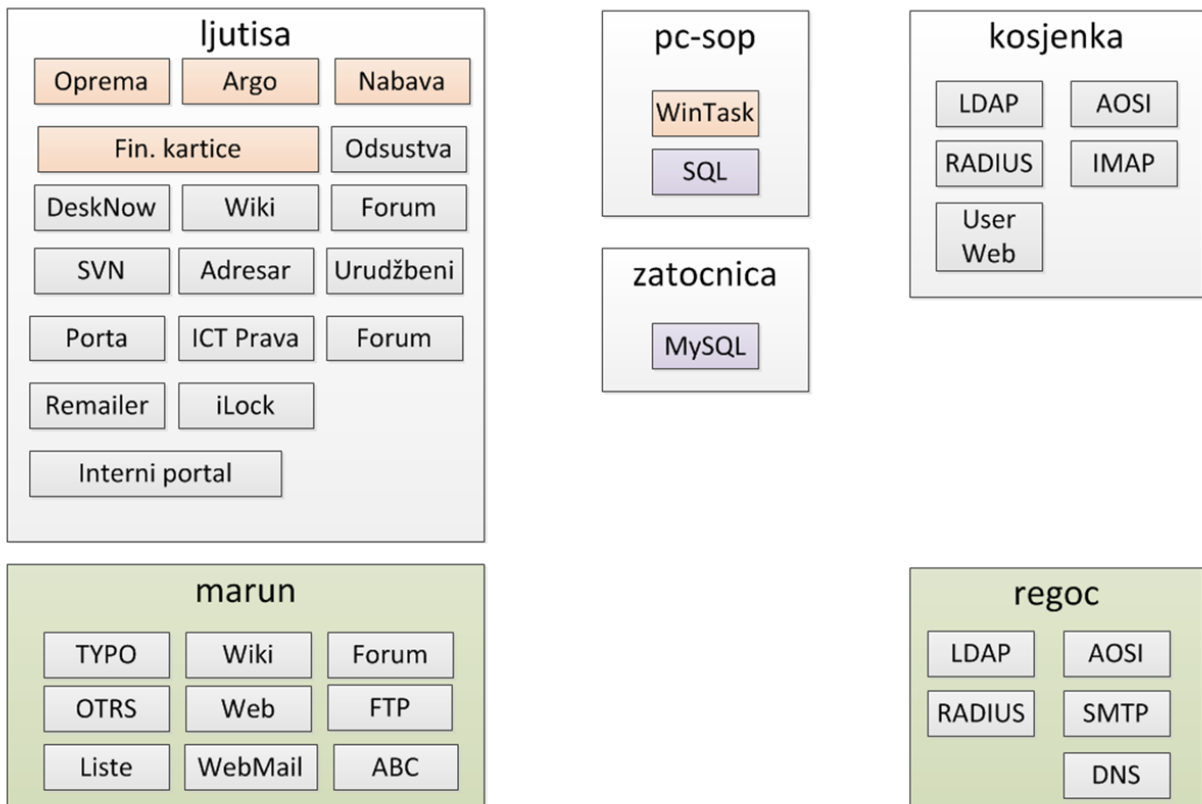 ljutisa
Oprema
Argo
Nabava
Fin. kartice
Odsustva
DeskNow
Wiki
Forum
SVN
Adresar
Urudžbeni
Porta
ICT Prava
Forum
Remailer
iLock
Interni portal
pc-sop
WinTask
SQL
zatocnica
MySQL
kosjenka
LDAP
AOSI
RADIUS
IMAP
User
Web
marun
TYPO
Wiki
Forum
OTRS
Web
FTP
Liste
WebMail
ABC
regoc
LDAP
AOSI
RADIUS
SMTP
DNS